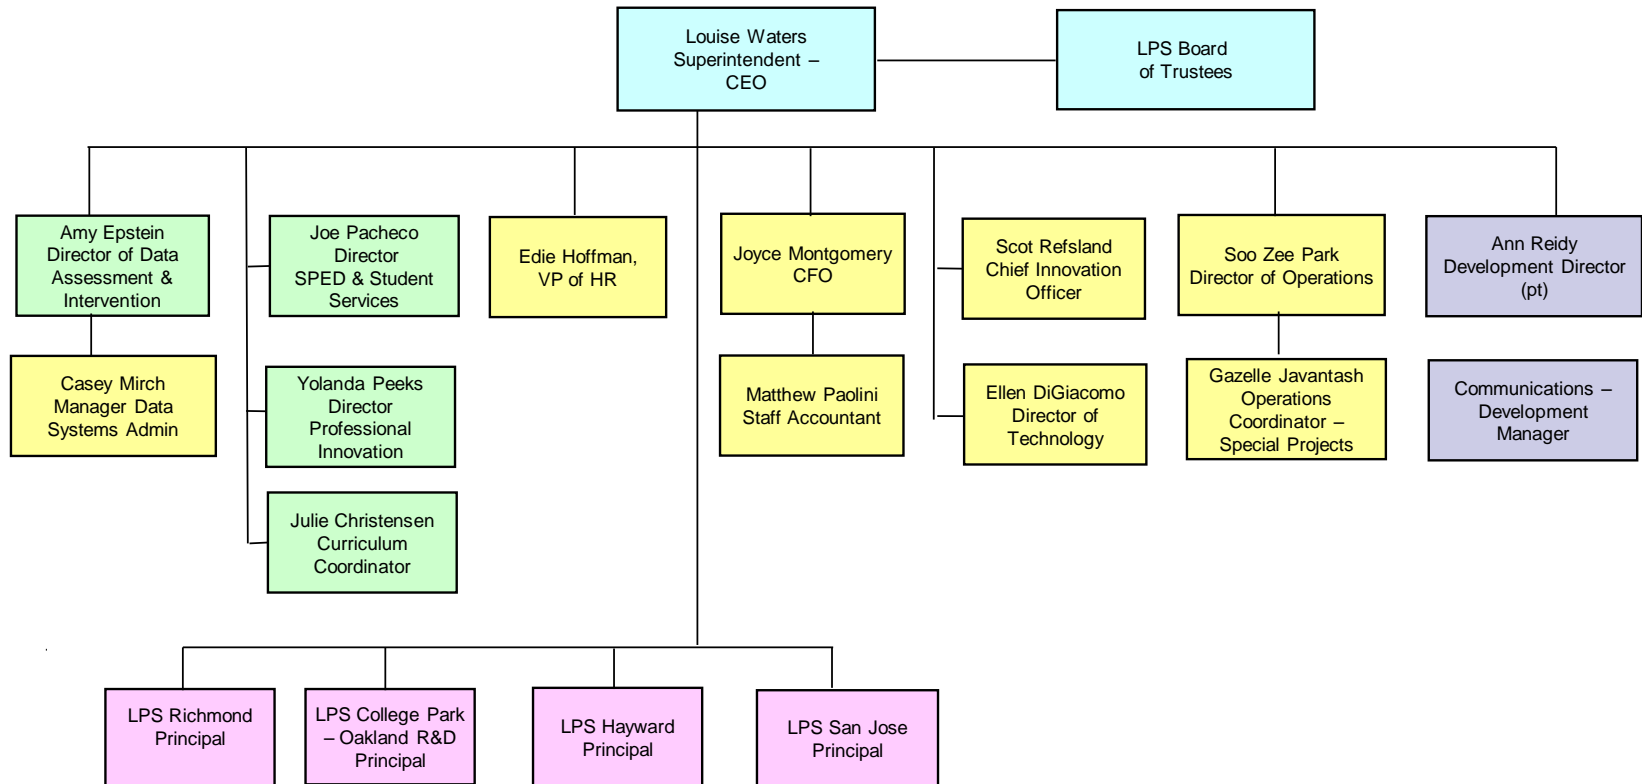 Louise Waters
Superintendent –
CEO
LPS Board
of Trustees
Amy Epstein
Director of Data
Assessment &
Intervention
Joe Pacheco
Director
SPED & Student
Services
Edie Hoffman,
VP of HR
Joyce Montgomery
CFO
Scot Refsland
Chief Innovation
Officer
Soo Zee Park
Director of Operations
Ann Reidy
Development Director
(pt)
Casey Mirch
Manager Data
Systems Admin
Yolanda Peeks
Director
Professional
Innovation
Matthew Paolini
Staff Accountant
Ellen DiGiacomo
Director of
Technology
Gazelle Javantash
Operations
Coordinator –
Special Projects
Communications –
Development
Manager
Julie Christensen
Curriculum
Coordinator
LPS Richmond
Principal
LPS College Park
– Oakland R&D
Principal
LPS Hayward
Principal
LPS San Jose
Principal